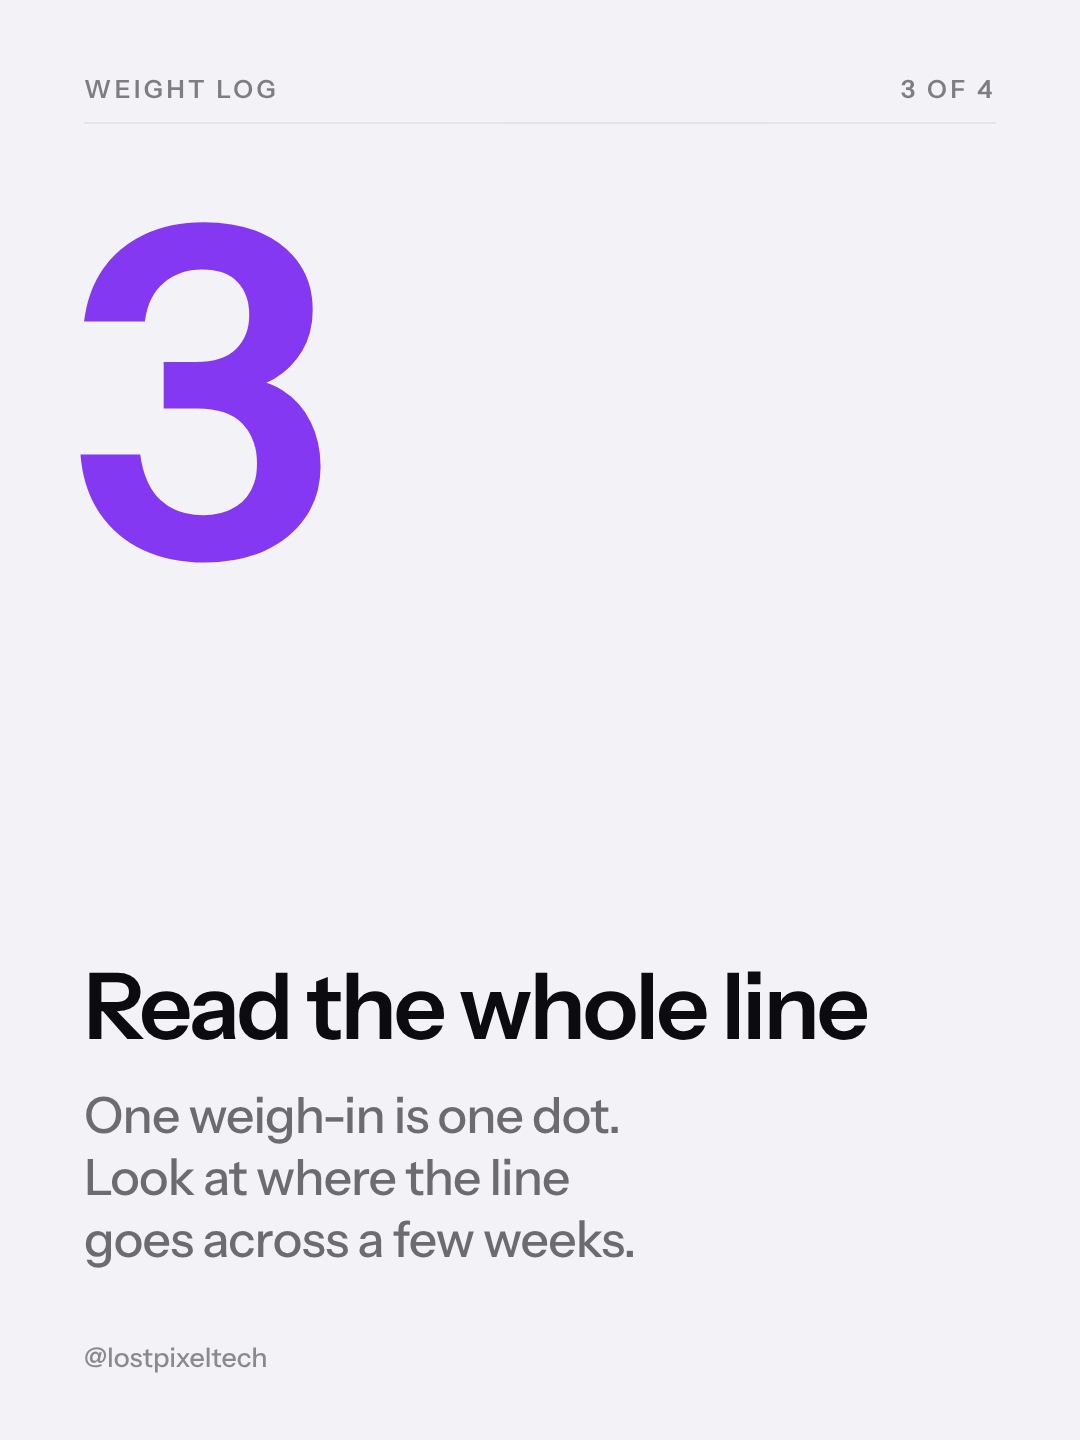 WEIGHT LOG
3 OF 4
3
Read the whole line
One weigh-in is one dot.
Look at where the line
goes across a few weeks.
@lostpixeltech